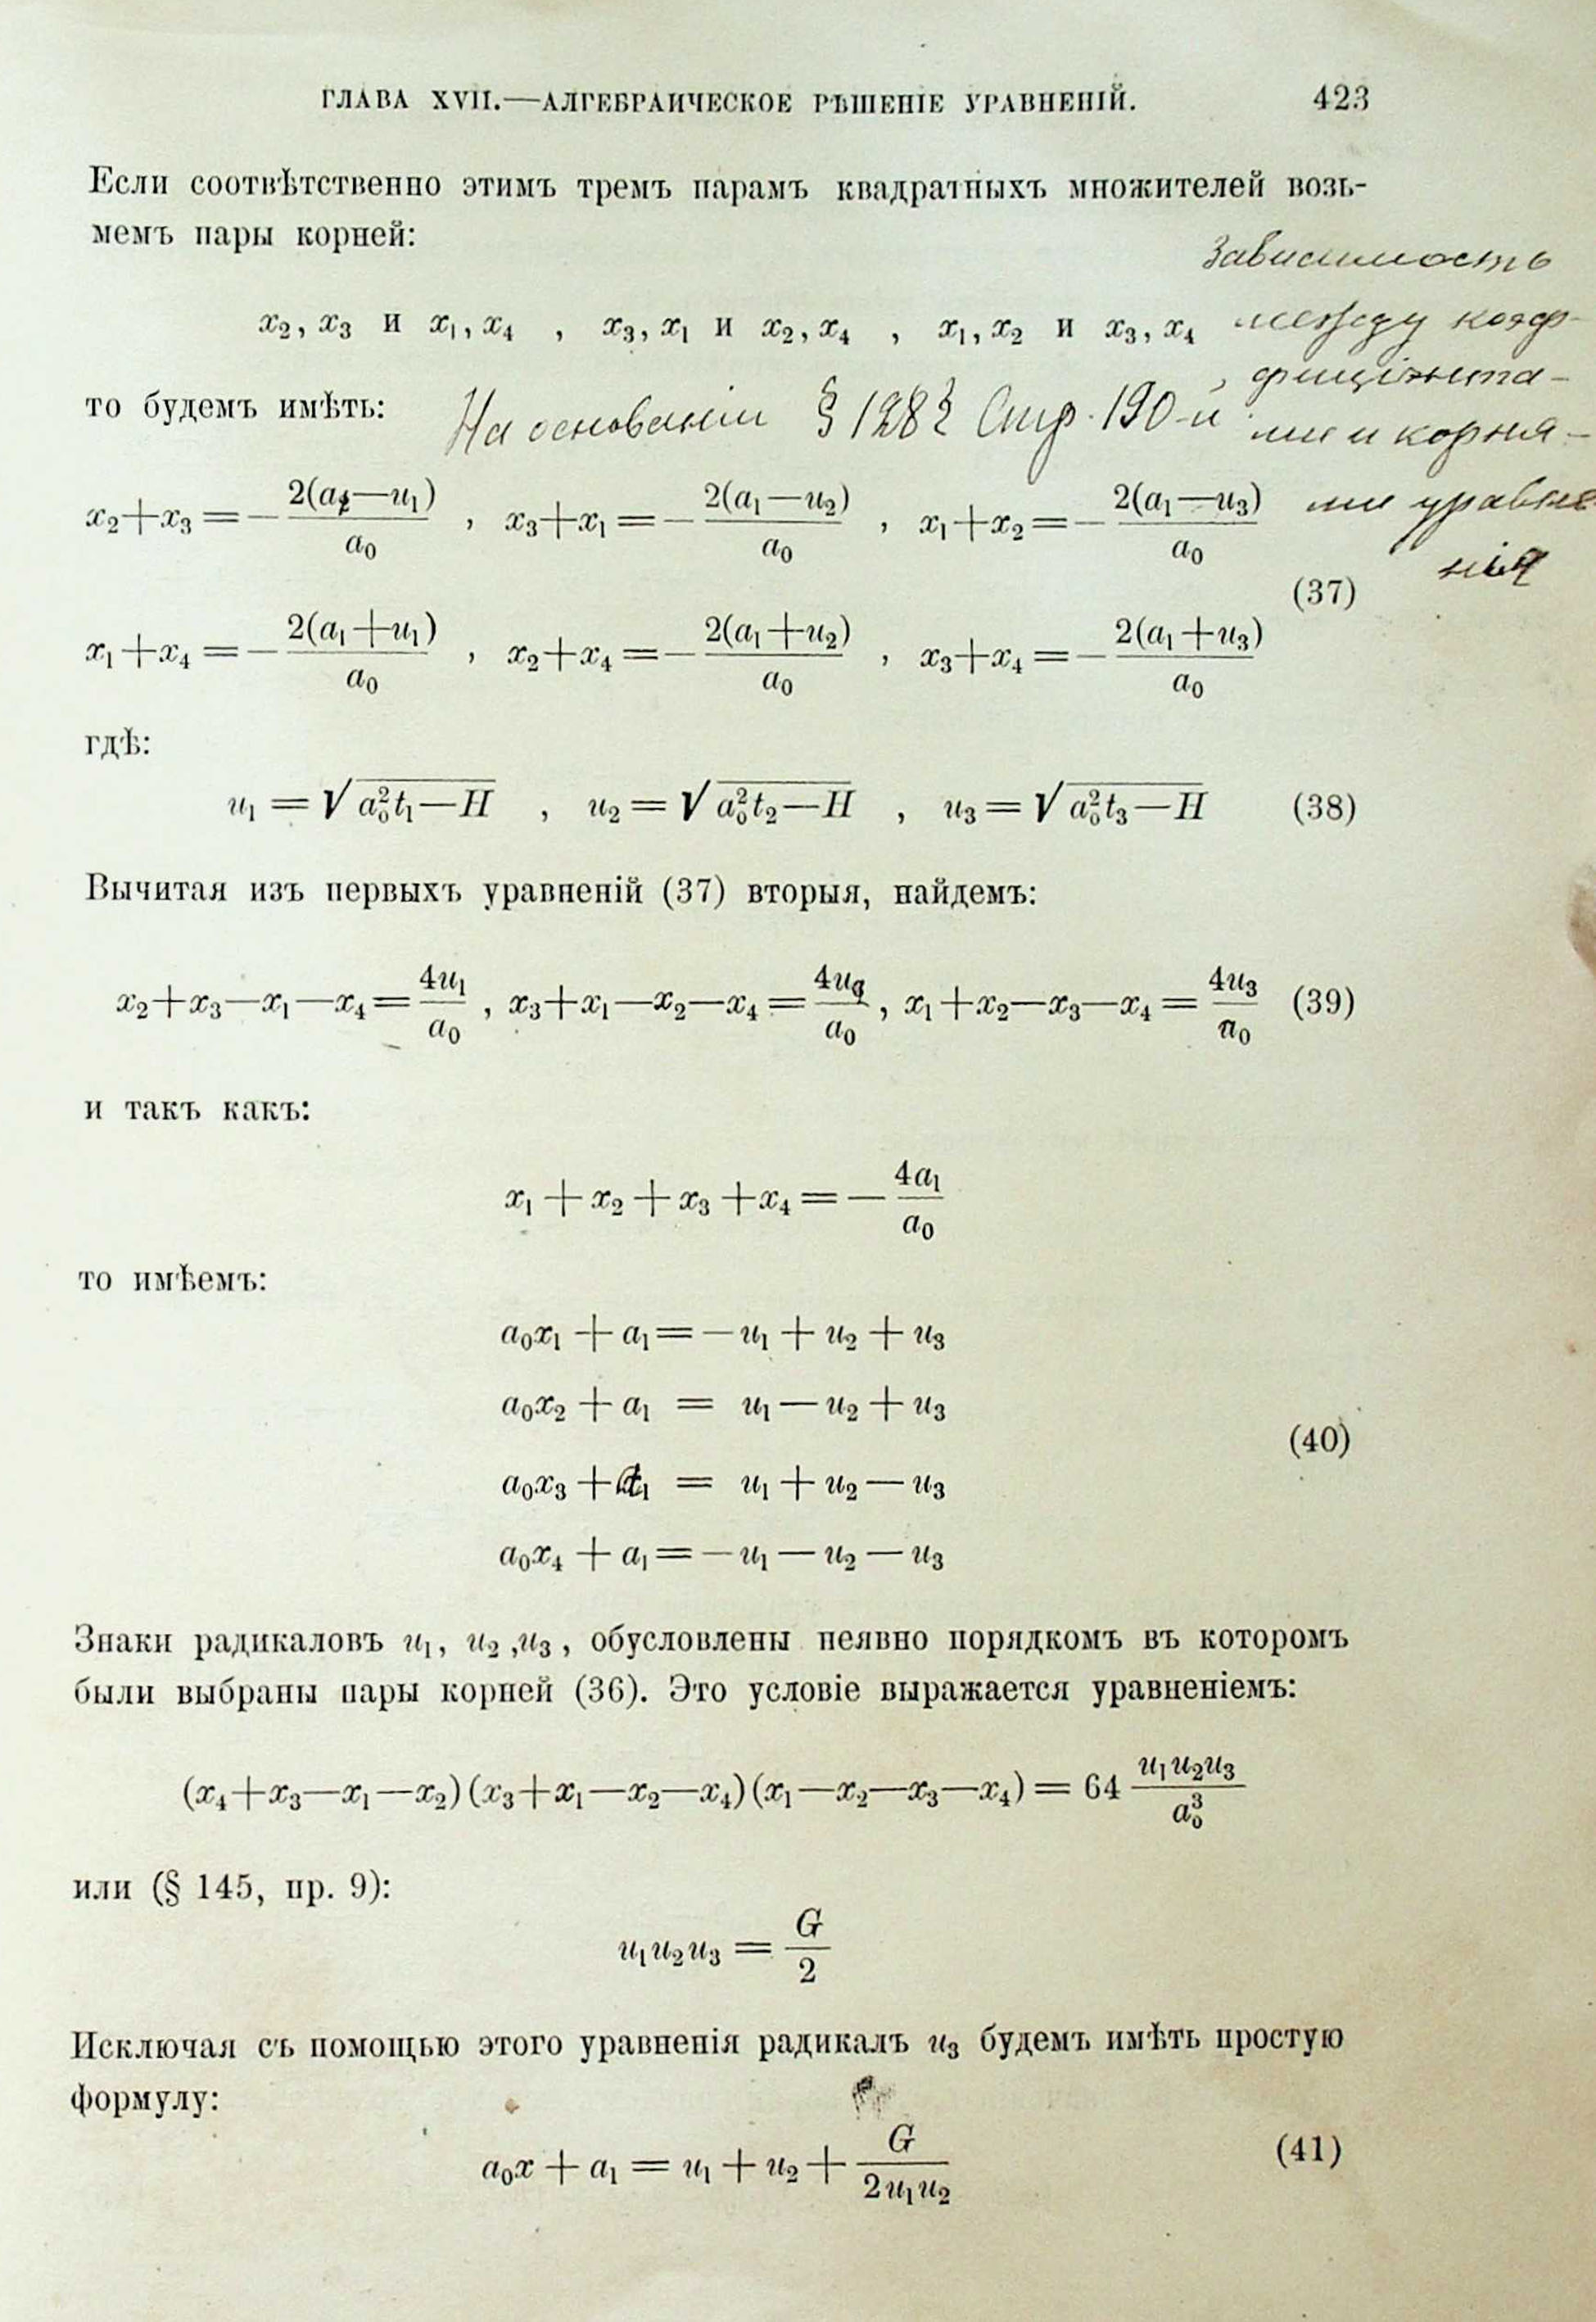 ГЛАВА XVII.—АЛГЕБРАИЧЕСКОЕ РѢШЕНІЕ УРАВНЕНІЙ. 423
Если соотвѣтственно этимъ тремъ парамъ квадратныхъ множителей возь-
мемъ пары корней:
Зависимость
x₂, x₃ и x₁, x₄ , x₃, x₁ и x₂, x₄ , x₁, x₂ и x₃, x₄
между коэф-
фиціента-
то будемъ имѣть: На основаніи § 128 Стр. 190-й
ми и корня-
x₂+x₃=−2(a₁—u₁)/a₀ , x₃+x₁=−2(a₁—u₂)/a₀ , x₁+x₂=−2(a₁—u₃)/a₀
ми уравне
нія
(37)
x₁+x₄=−2(a₁+u₁)/a₀ , x₂+x₄=−2(a₁+u₂)/a₀ , x₃+x₄=−2(a₁+u₃)/a₀
гдѣ:
u₁=√(a₀²t₁—H) , u₂=√(a₀²t₂—H) , u₃=√(a₀²t₃—H) (38)
Вычитая изъ первыхъ уравненій (37) вторыя, найдемъ:
x₂+x₃—x₁—x₄=4u₁/a₀ , x₃+x₁—x₂—x₄=4u₂/a₀ , x₁+x₂—x₃—x₄=4u₃/a₀ (39)
и такъ какъ:
x₁+x₂+x₃+x₄=−4a₁/a₀
то имѣемъ:
a₀x₁+a₁=—u₁+u₂+u₃
a₀x₂+a₁ = u₁—u₂+u₃
(40)
a₀x₃+a₁ = u₁+u₂—u₃
a₀x₄+a₁=—u₁—u₂—u₃
Знаки радикаловъ u₁, u₂ ,u₃ , обусловлены неявно порядкомъ въ которомъ
были выбраны пары корней (36). Это условіе выражается уравненіемъ:
(x₄+x₃—x₁—x₂)(x₃+x₁—x₂—x₄)(x₁—x₂—x₃—x₄)=64 u₁u₂u₃/a₀³
или (§ 145, пр. 9):
u₁u₂u₃=G/2
Исключая съ помощью этого уравненія радикалъ u₃ будемъ имѣть простую
формулу:
a₀x+a₁=u₁+u₂+G/2u₁u₂ (41)